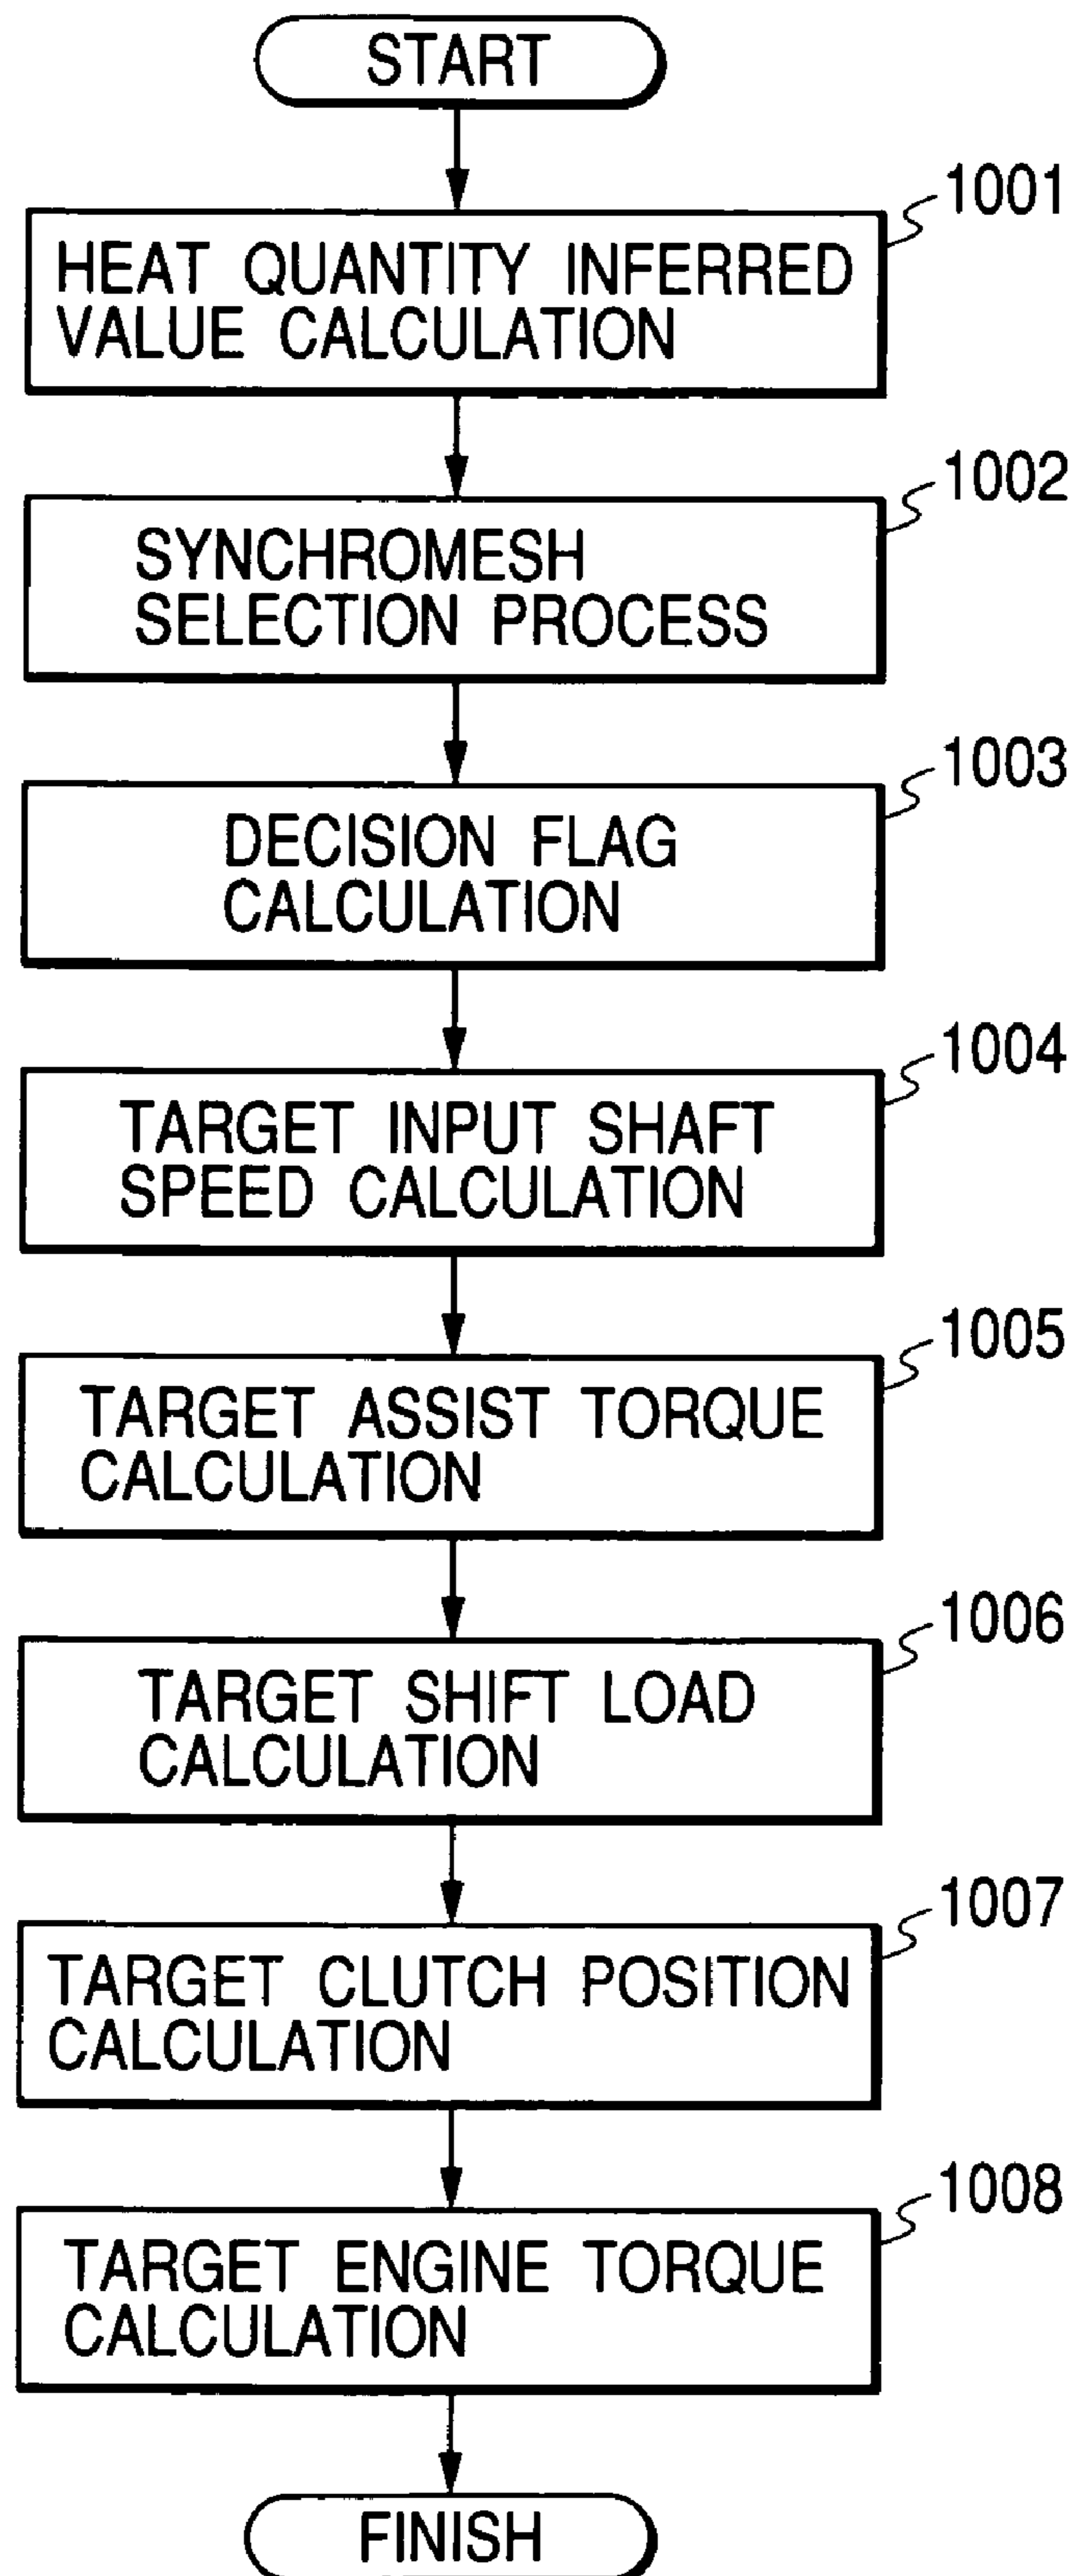 START
1001
HEAT QUANTITY INFERRED
VALUE CALCULATION
1002
SYNCHROMESH
SELECTION PROCESS
1003
DECISION FLAG
CALCULATION
1004
TARGET INPUT SHAFT
SPEED CALCULATION
1005
TARGET ASSIST TORQUE
CALCULATION
1006
TARGET SHIFT LOAD
CALCULATION
1007
TARGET CLUTCH POSITION
CALCULATION
1008
TARGET ENGINE TORQUE
CALCULATION
FINISH